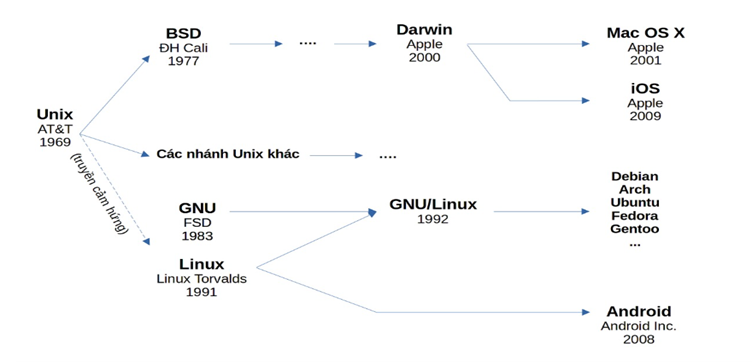 Unix
AT&T
1969
(truyền cảm hứng)
BSD
ĐH Cali
1977
....
Darwin
Apple
2000
Mac OS X
Apple
2001
iOS
Apple
2009
Các nhánh Unix khác
....
GNU
FSD
1983
Linux
Linux Torvalds
1991
GNU/Linux
1992
Debian
Arch
Ubuntu
Fedora
Gentoo
...
Android
Android Inc.
2008